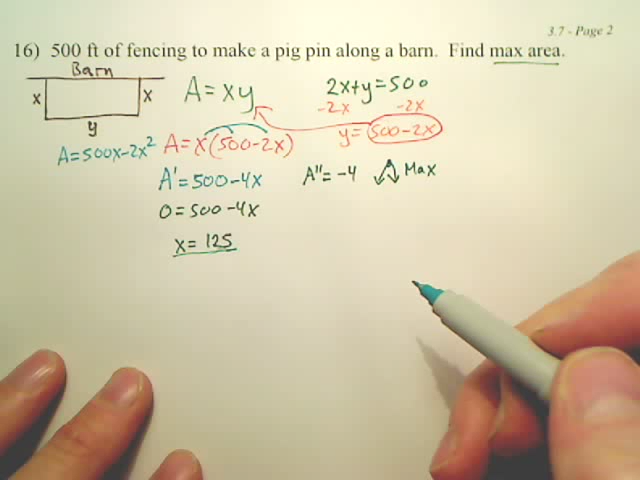 3.7 - Page 2
16) 500 ft of fencing to make a pig pin along a barn. Find max area.
Barn
x
x
y
A = xy
2x+y=500
-2x -2x
y = 500-2x
A=500x-2x²
A= x(500-2x)
A' = 500-4x
A" = -4
Max
0 = 500-4x
x = 125